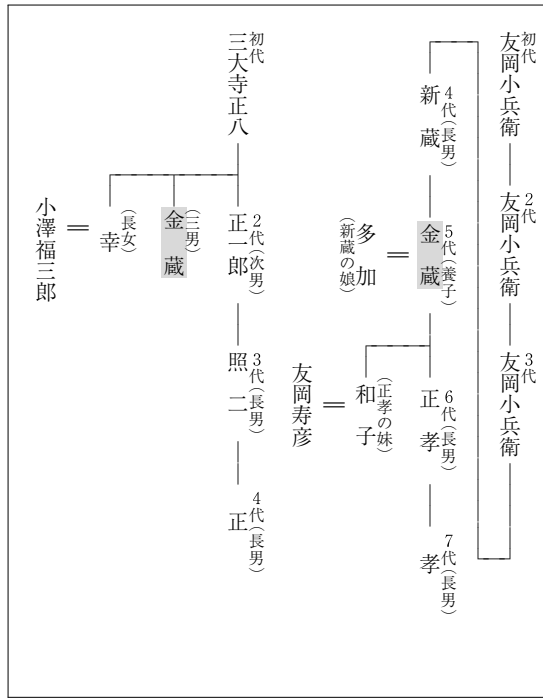 初代
友岡小兵衛
2代
友岡小兵衛
3代
友岡小兵衛
4代(長男)
新蔵
5代(養子)
金蔵
多加
(新蔵の娘)
6代(長男)
正孝
7代(長男)
孝
(正孝の妹)
和子
友岡寿彦
初代
三大寺正八
2代(次男)
正一郎
3代(長男)
照二
4代(長男)
正
(三男)
金蔵
(長女)
幸
小澤福三郎